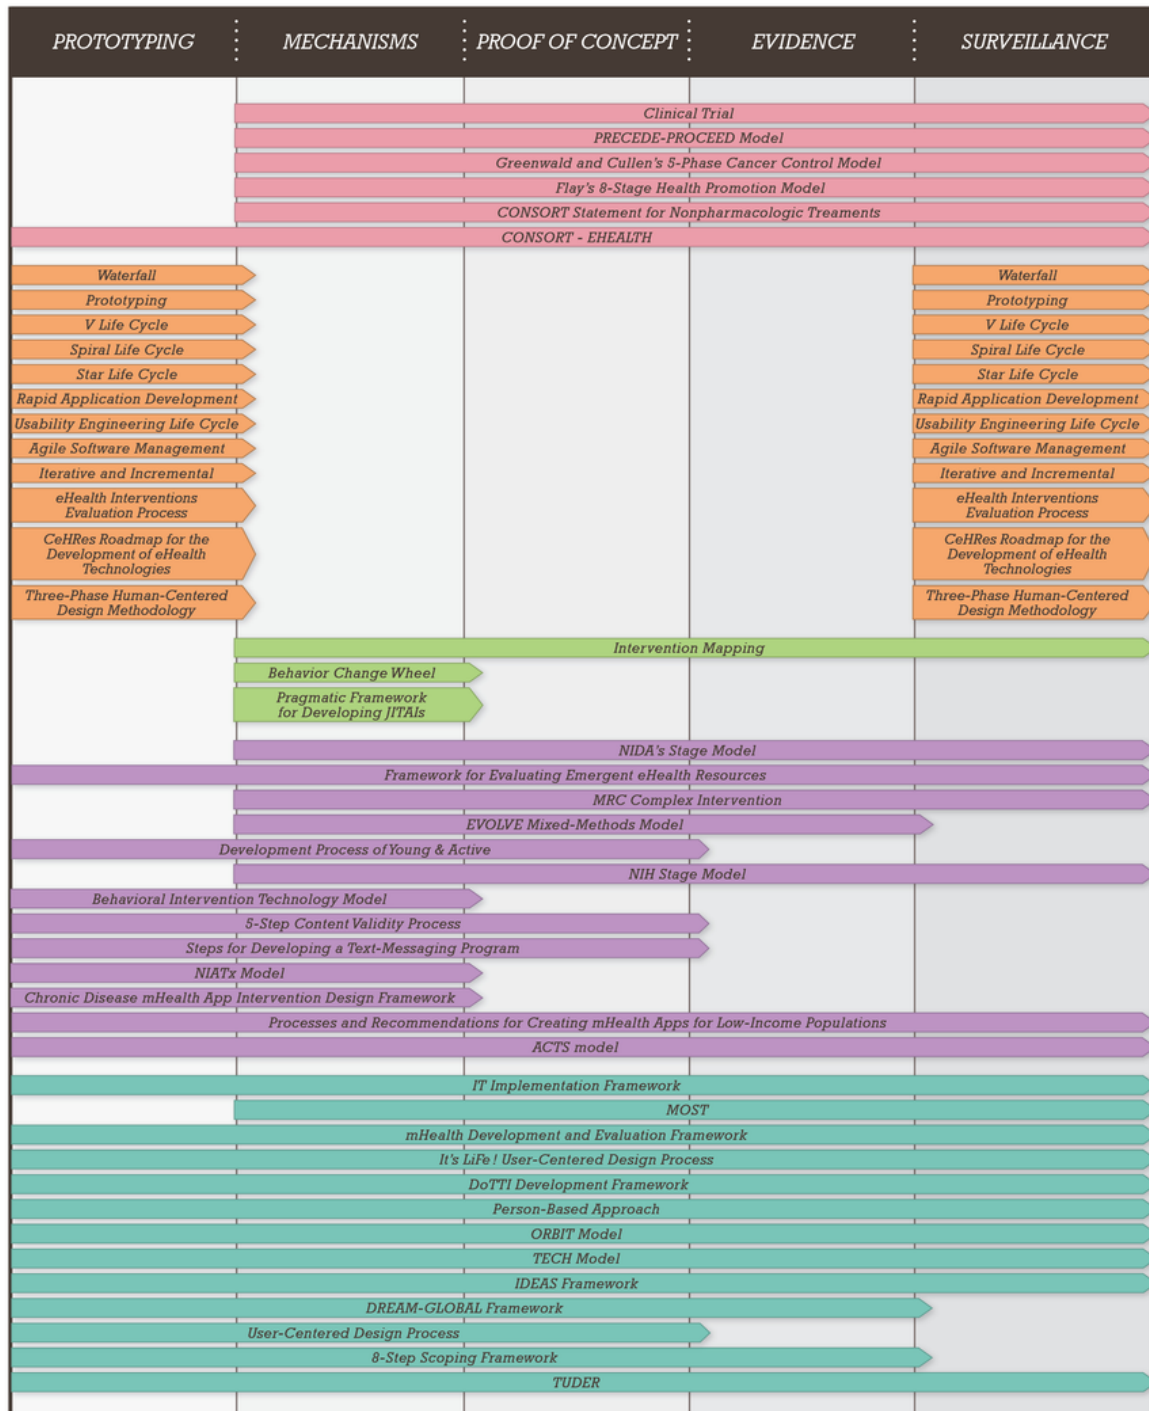 PROTOTYPING MECHANISMS PROOF OF CONCEPT EVIDENCE SURVEILLANCE
Clinical Trial
PRECEDE-PROCEED Model
Greenwald and Cullen's 5-Phase Cancer Control Model
Flay's 8-Stage Health Promotion Model
CONSORT Statement for Nonpharmacologic Treaments
CONSORT - EHEALTH
Waterfall Waterfall
Prototyping Prototyping
V Life Cycle V Life Cycle
Spiral Life Cycle Spiral Life Cycle
Star Life Cycle Star Life Cycle
Rapid Application Development Rapid Application Development
Usability Engineering Life Cycle Usability Engineering Life Cycle
Agile Software Management Agile Software Management
Iterative and Incremental Iterative and Incremental
eHealth Interventions eHealth Interventions
Evaluation Process Evaluation Process
CeHRes Roadmap for the CeHRes Roadmap for the
Development of eHealth Development of eHealth
Technologies Technologies
Three-Phase Human-Centered Three-Phase Human-Centered
Design Methodology Design Methodology
Intervention Mapping
Behavior Change Wheel
Pragmatic Framework
for Developing JITAIs
NIDA's Stage Model
Framework for Evaluating Emergent eHealth Resources
MRC Complex Intervention
EVOLVE Mixed-Methods Model
Development Process of Young & Active
NIH Stage Model
Behavioral Intervention Technology Model
5-Step Content Validity Process
Steps for Developing a Text-Messaging Program
NIATx Model
Chronic Disease mHealth App Intervention Design Framework
Processes and Recommendations for Creating mHealth Apps for Low-Income Populations
ACTS model
IT Implementation Framework
MOST
mHealth Development and Evaluation Framework
It's LiFe! User-Centered Design Process
DoTTI Development Framework
Person-Based Approach
ORBIT Model
TECH Model
IDEAS Framework
DREAM-GLOBAL Framework
User-Centered Design Process
8-Step Scoping Framework
TUDER